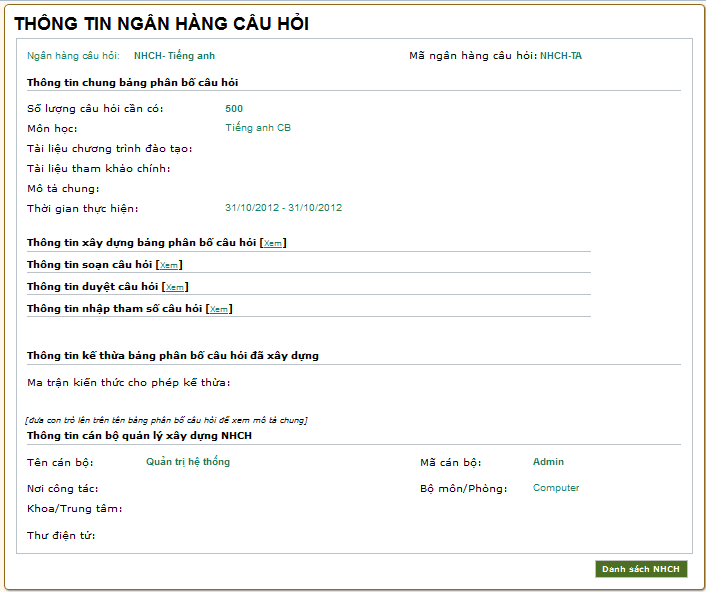 THÔNG TIN NGÂN HÀNG CÂU HỎI
Ngân hàng câu hỏi: NHCH- Tiếng anh Mã ngân hàng câu hỏi: NHCH-TA
Thông tin chung bảng phân bố câu hỏi
Số lượng câu hỏi cần có: 500
Môn học: Tiếng anh CB
Tài liệu chương trình đào tạo:
Tài liệu tham khảo chính:
Mô tả chung:
Thời gian thực hiện: 31/10/2012 - 31/10/2012
Thông tin xây dựng bảng phân bố câu hỏi [Xem]
Thông tin soạn câu hỏi [Xem]
Thông tin duyệt câu hỏi [Xem]
Thông tin nhập tham số câu hỏi [Xem]
Thông tin kế thừa bảng phân bố câu hỏi đã xây dựng
Ma trận kiến thức cho phép kế thừa:
[đưa con trỏ lên trên tên bảng phân bố câu hỏi để xem mô tả chung]
Thông tin cán bộ quản lý xây dựng NHCH
Tên cán bộ: Quản trị hệ thống Mã cán bộ: Admin
Nơi công tác: Bộ môn/Phòng: Computer
Khoa/Trung tâm:
Thư điện tử:
Danh sách NHCH